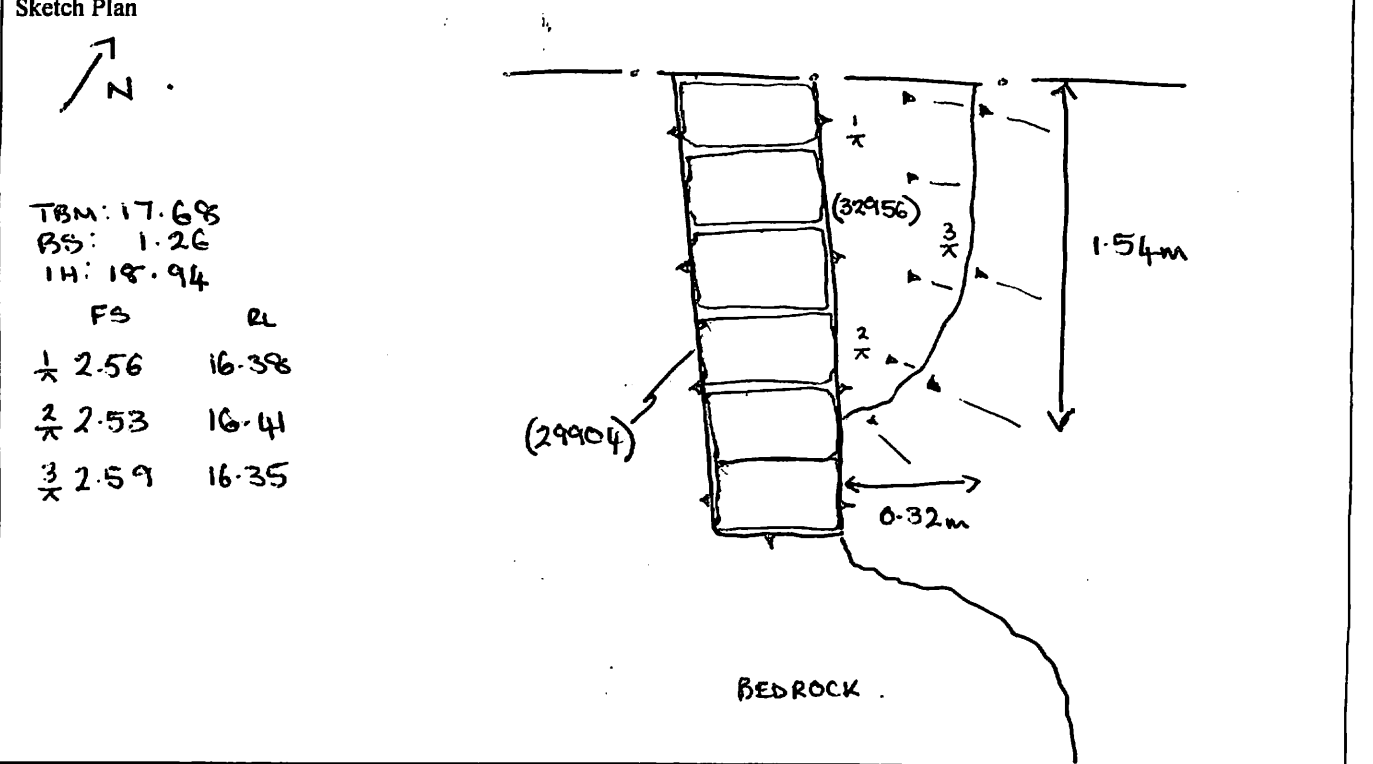 Sketch Plan
N
TBM: 17.68
BS: 1.26
IH: 18.94
FS RL
1/⊼ 2.56 16.38
2/⊼ 2.53 16.41
3/⊼ 2.59 16.35
1/⊼
(32956)
3/⊼
1.54m
2/⊼
(29904)
0.32m
BEDROCK.